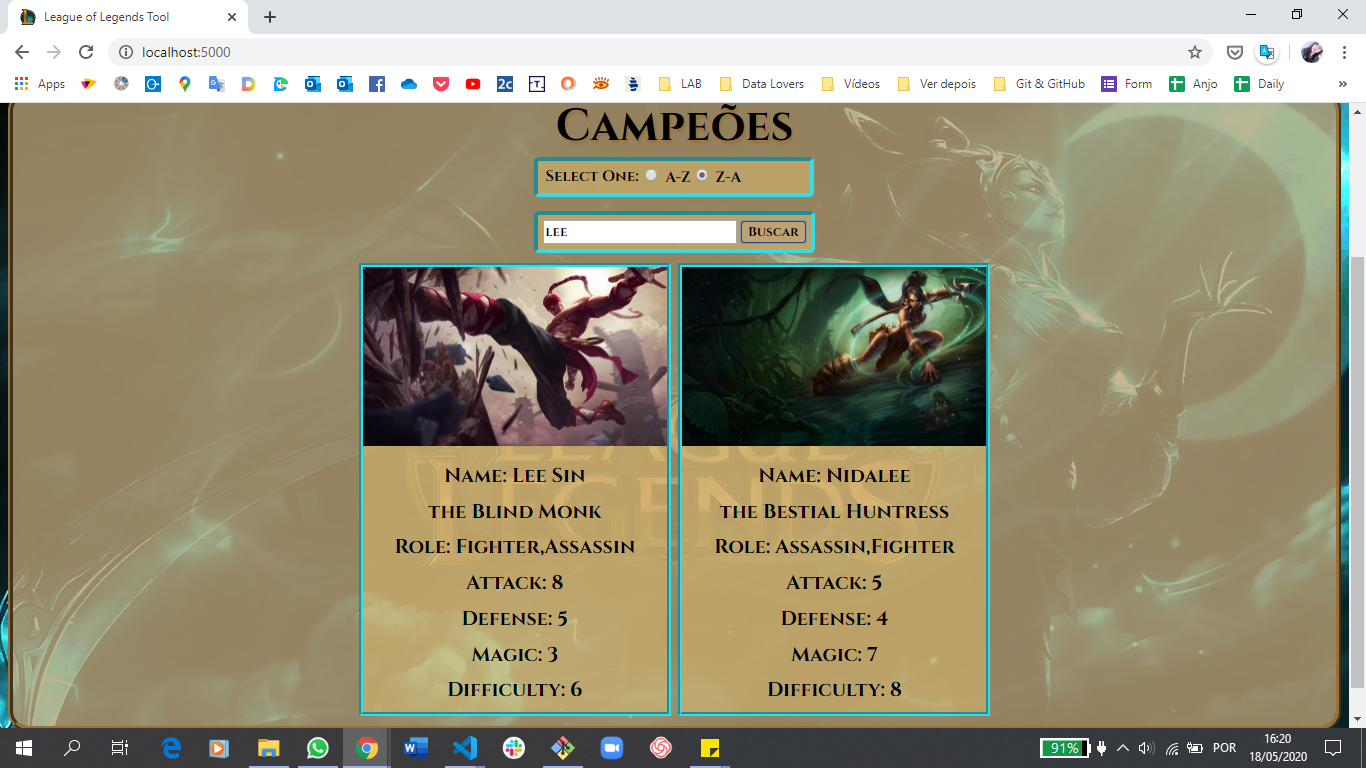 League of Legends Tool
localhost:5000
Apps
LAB
Data Lovers
Vídeos
Ver depois
Git & GitHub
Form
Anjo
Daily
Campeões
Select One: A-Z Z-A
LEE
Buscar
Name: Lee Sin
the Blind Monk
Role: Fighter,Assassin
Attack: 8
Defense: 5
Magic: 3
Difficulty: 6
Name: Nidalee
the Bestial Huntress
Role: Assassin,Fighter
Attack: 5
Defense: 4
Magic: 7
Difficulty: 8
LEAGUE
LEGENDS
91%
POR
16:20
18/05/2020